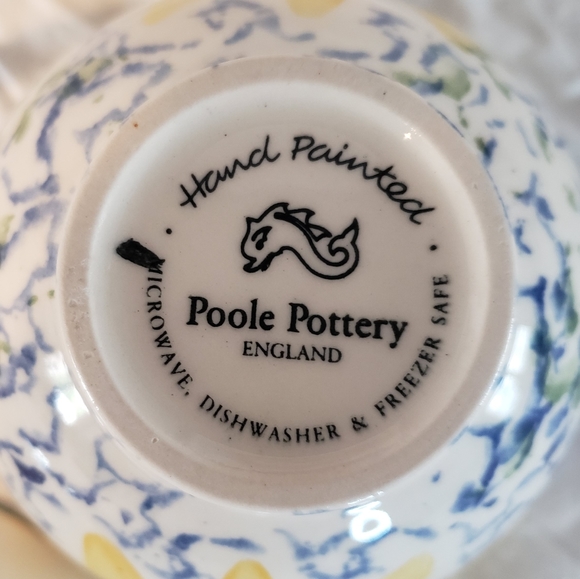 Hand Painted
Poole Pottery
ENGLAND
MICROWAVE, DISHWASHER & FREEZER SAFE